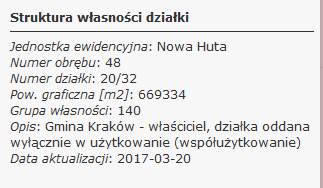 Struktura własności działki
Jednostka ewidencyjna: Nowa Huta
Numer obrębu: 48
Numer działki: 20/32
Pow. graficzna [m2]: 669334
Grupa własności: 140
Opis: Gmina Kraków - właściciel, działka oddana
wyłącznie w użytkowanie (współużytkowanie)
Data aktualizacji: 2017-03-20